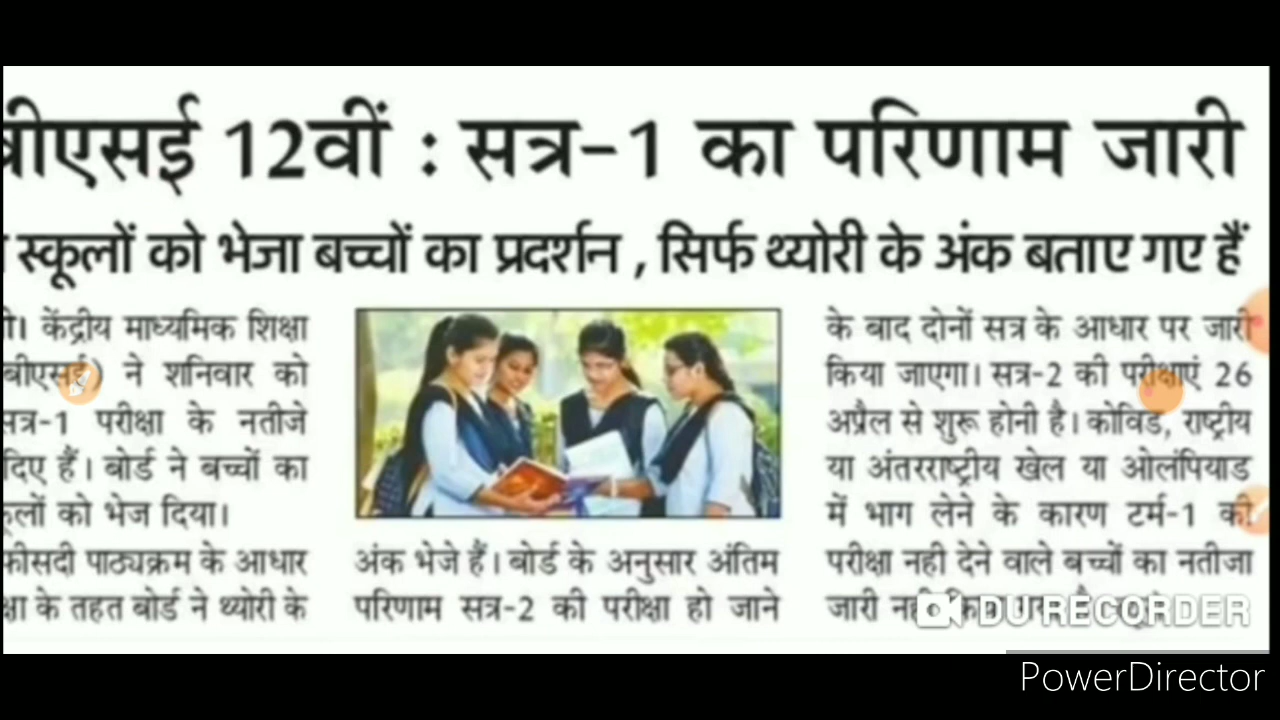 बीएसई 12वीं : सत्र-1 का परिणाम जारी
स्कूलों को भेजा बच्चों का प्रदर्शन , सिर्फ थ्योरी के अंक बताए गए हैं
केंद्रीय माध्यमिक शिक्षा
बीएसई) ने शनिवार को
सत्र-1 परीक्षा के नतीजे
दिए हैं। बोर्ड ने बच्चों का
को भेज दिया।
फीसदी पाठ्यक्रम के आधार
के तहत बोर्ड ने थ्योरी के
अंक भेजे हैं। बोर्ड के अनुसार अंतिम
परिणाम सत्र-2 की परीक्षा हो जाने
के बाद दोनों सत्र के आधार पर जारी
किया जाएगा। सत्र-2 की परीक्षाएं 26
अप्रैल से शुरू होनी है। कोविड, राष्ट्रीय
या अंतरराष्ट्रीय खेल या ओलंपियाड
में भाग लेने के कारण टर्म-1 की
परीक्षा नही देने वाले बच्चों का नतीजा
जारी
DU RECORDER
PowerDirector